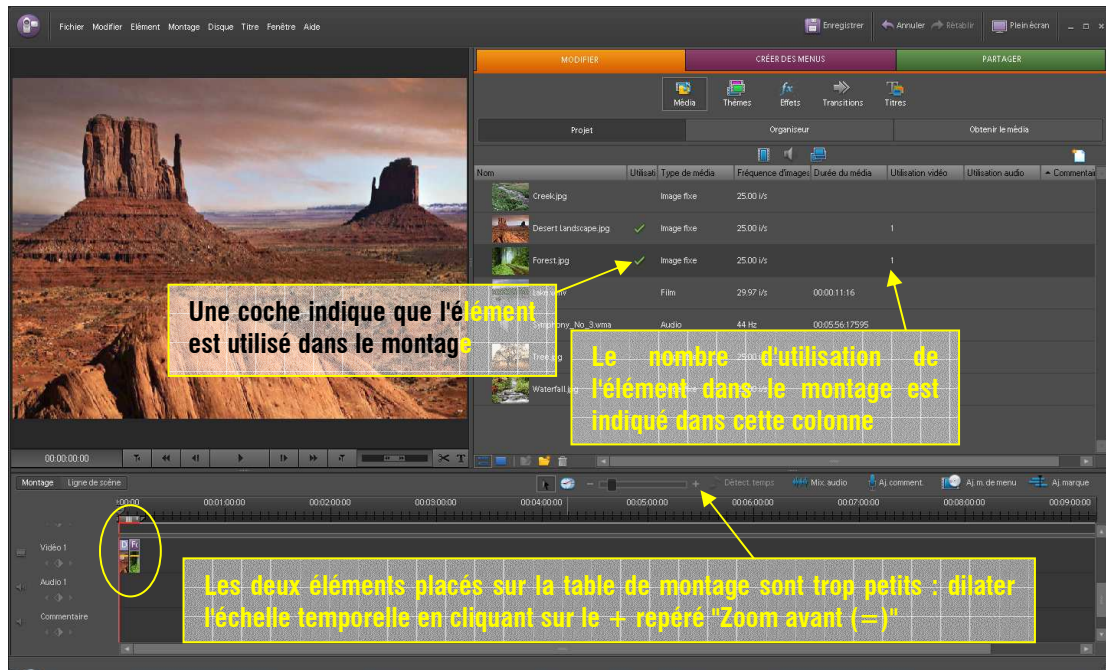 Fichier Modifier Elément Montage Disque Titre Fenêtre Aide
Enregistrer Annuler Rétablir Plein écran
MODIFIER CRÉER DES MENUS PARTAGER
Média Thèmes Effets Transitions Titres
Projet Organiseur Obtenir le média
Nom Utilisati Type de média Fréquence d'images Durée du média Utilisation vidéo Utilisation audio Commentai
Creek.jpg Image fixe 25.00 i/s
Desert Landscape.jpg Image fixe 25.00 i/s 1
Forest.jpg Image fixe 25.00 i/s 1
Film 29.97 i/s 00:00:11:16
Symphony_No_3.wma Audio 44 Hz 00:05:56:17595
Tree.jpg
Waterfall.jpg
Une coche indique que l'élément
est utilisé dans le montage
Le nombre d'utilisation de
l'élément dans le montage est
indiqué dans cette colonne
00:00:00:00
Montage Ligne de scène
Détect. temps Mix. audio Aj. comment. Aj. m. de menu Aj. marque
:00:00 00:01:00:00 00:02:00:00 00:03:00:00 00:04:00:00 00:05:00:00 00:06:00:00 00:07:00:00 00:08:00:00 00:09:00:00
Vidéo 1
Audio 1
Commentaire
Les deux éléments placés sur la table de montage sont trop petits : dilater
l'échelle temporelle en cliquant sur le + repéré "Zoom avant (=)"